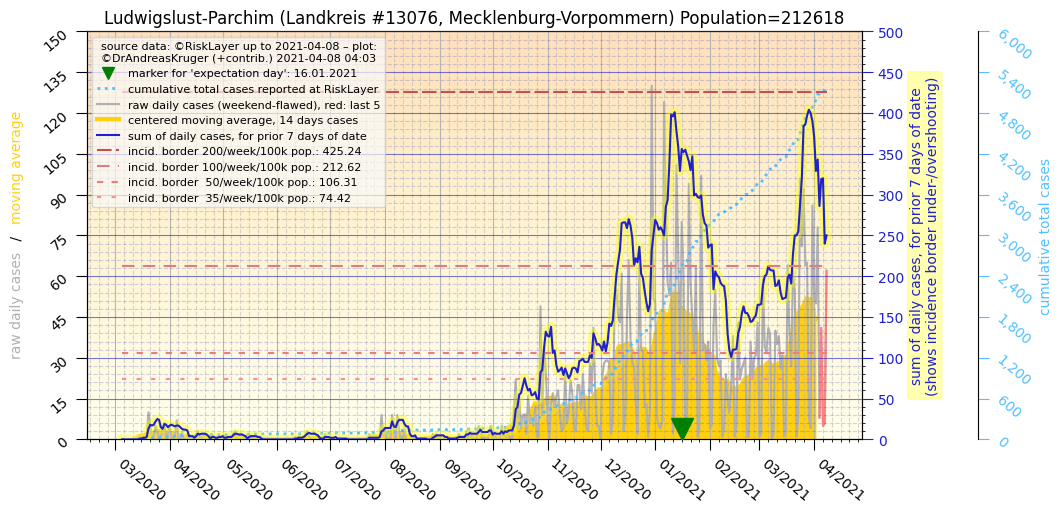 Ludwigslust-Parchim (Landkreis #13076, Mecklenburg-Vorpommern) Population=212618
source data: ©RiskLayer up to 2021-04-08 – plot:
©DrAndreasKruger (+contrib.) 2021-04-08 04:03
marker for 'expectation day': 16.01.2021
cumulative total cases reported at RiskLayer
raw daily cases (weekend-flawed), red: last 5
centered moving average, 14 days cases
sum of daily cases, for prior 7 days of date
incid. border 200/week/100k pop.: 425.24
incid. border 100/week/100k pop.: 212.62
incid. border  50/week/100k pop.: 106.31
incid. border  35/week/100k pop.: 74.42
raw daily cases / moving average
150
135
120
105
90
75
60
45
30
15
0
03/2020
04/2020
05/2020
06/2020
07/2020
08/2020
09/2020
10/2020
11/2020
12/2020
01/2021
02/2021
03/2021
04/2021
500
450
400
350
300
250
200
150
100
50
0
sum of daily cases, for prior 7 days of date
(shows incidence border under-/overshooting)
6,000
5,400
4,800
4,200
3,600
3,000
2,400
1,800
1,200
600
0
cumulative total cases